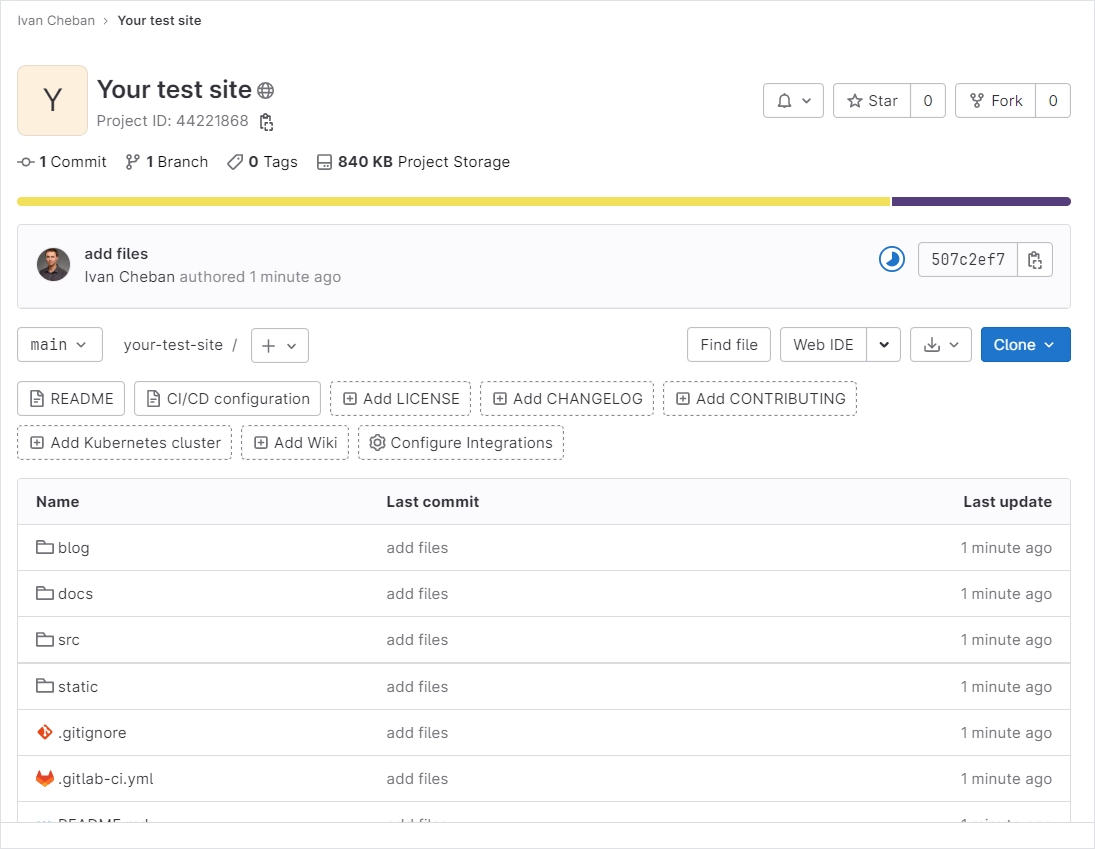 Ivan Cheban › Your test site
Y
Your test site
Project ID: 44221868
Star 0
Fork 0
1 Commit 1 Branch 0 Tags 840 KB Project Storage
add files
Ivan Cheban authored 1 minute ago
507c2ef7
main
your-test-site /
Find file
Web IDE
Clone
README
CI/CD configuration
Add LICENSE
Add CHANGELOG
Add CONTRIBUTING
Add Kubernetes cluster
Add Wiki
Configure Integrations
Name Last commit Last update
blog add files 1 minute ago
docs add files 1 minute ago
src add files 1 minute ago
static add files 1 minute ago
.gitignore add files 1 minute ago
.gitlab-ci.yml add files 1 minute ago